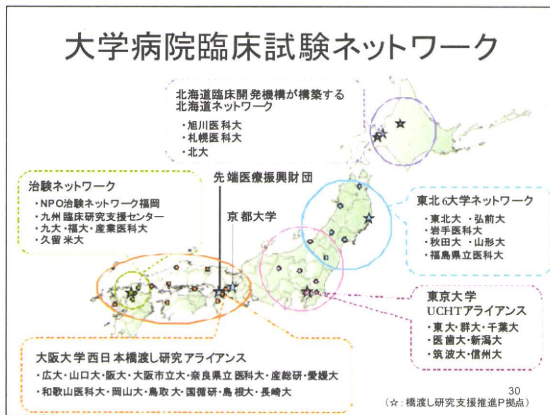 大学病院臨床試験ネットワーク
北海道臨床開発機構が構築する
北海道ネットワーク
・旭川医科大
・札幌医科大
・北大
治験ネットワーク
・NPO治験ネットワーク福岡
・九州臨床研究支援センター
・九大・福大・産業医科大
・久留米大
先端医療振興財団
京都大学
東北6大学ネットワーク
・東北大・弘前大
・岩手医科大
・秋田大・山形大
・福島県立医科大
東京大学
UCHTアライアンス
・東大・群大・千葉大
・医歯大・新潟大
・筑波大・信州大
大阪大学西日本橋渡し研究アライアンス
・広大・山口大・阪大・大阪市立大・奈良県立医科大・産総研・愛媛大
・和歌山医科大・岡山大・鳥取大・国循研・島根大・長崎大
30
(☆：橋渡し研究支援推進P拠点)